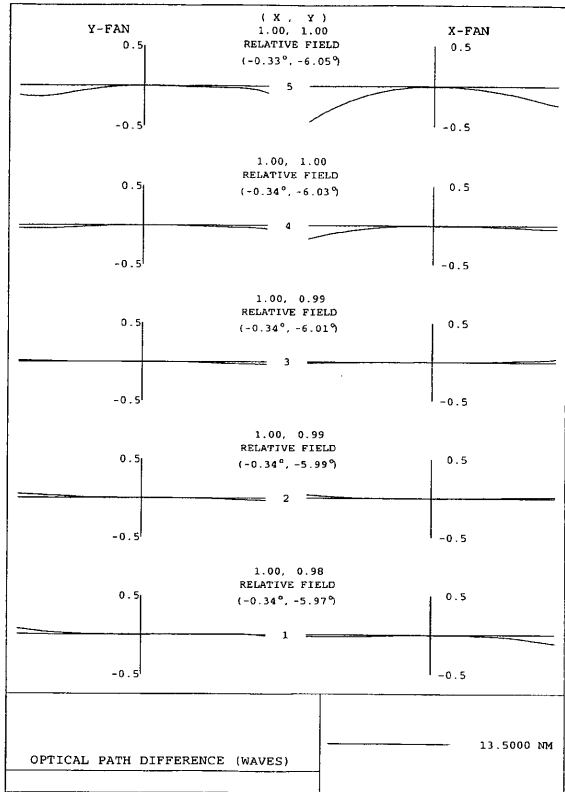 ( X , Y )
Y-FAN 1.00, 1.00 X-FAN
RELATIVE FIELD
(-0.33°, -6.05°)
0.5 0.5
5
-0.5 -0.5
1.00, 1.00
RELATIVE FIELD
(-0.34°, -6.03°)
0.5 0.5
4
-0.5 -0.5
1.00, 0.99
RELATIVE FIELD
(-0.34°, -6.01°)
0.5 0.5
3
-0.5 -0.5
1.00, 0.99
RELATIVE FIELD
(-0.34°, -5.99°)
0.5 0.5
2
-0.5 -0.5
1.00, 0.98
RELATIVE FIELD
(-0.34°, -5.97°)
0.5 0.5
1
-0.5 -0.5
OPTICAL PATH DIFFERENCE (WAVES)
13.5000 NM